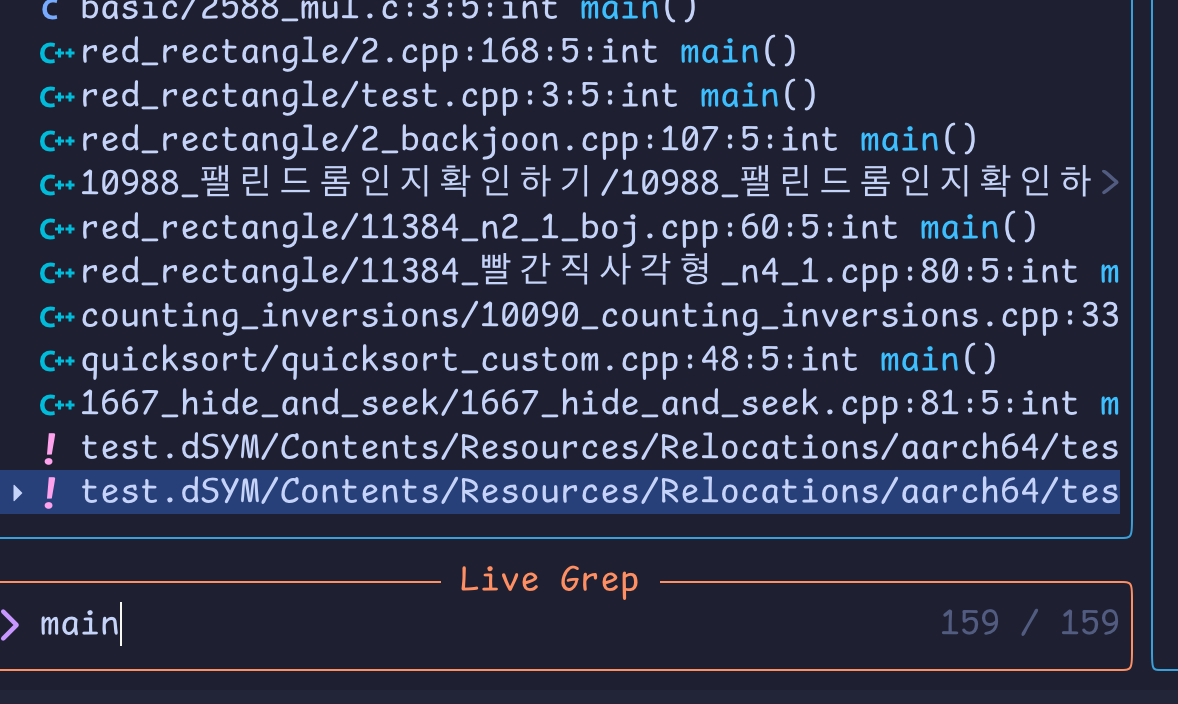 basic/2588_mul.c:3:5:int main()
red_rectangle/2.cpp:168:5:int main()
red_rectangle/test.cpp:3:5:int main()
red_rectangle/2_backjoon.cpp:107:5:int main()
10988_팰린드롬인지확인하기/10988_팰린드롬인지확인하>
red_rectangle/11384_n2_1_boj.cpp:60:5:int main()
red_rectangle/11384_빨간직사각형_n4_1.cpp:80:5:int m
counting_inversions/10090_counting_inversions.cpp:33
quicksort/quicksort_custom.cpp:48:5:int main()
1667_hide_and_seek/1667_hide_and_seek.cpp:81:5:int m
! test.dSYM/Contents/Resources/Relocations/aarch64/tes
! test.dSYM/Contents/Resources/Relocations/aarch64/tes
Live Grep
> main 159 / 159